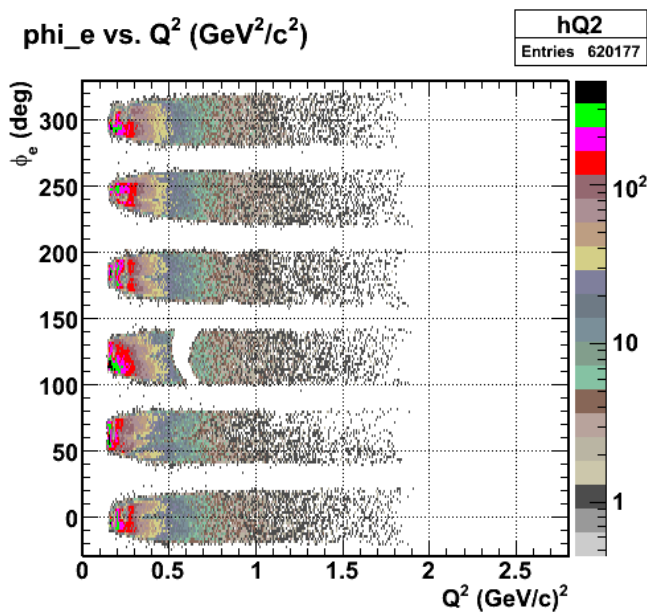 phi_e vs. Q² (GeV²/c²)
hQ2
Entries 620177
ϕe (deg)
300
250
200
150
100
50
0
0 0.5 1 1.5 2 2.5
Q² (GeV/c)²
10²
10
1